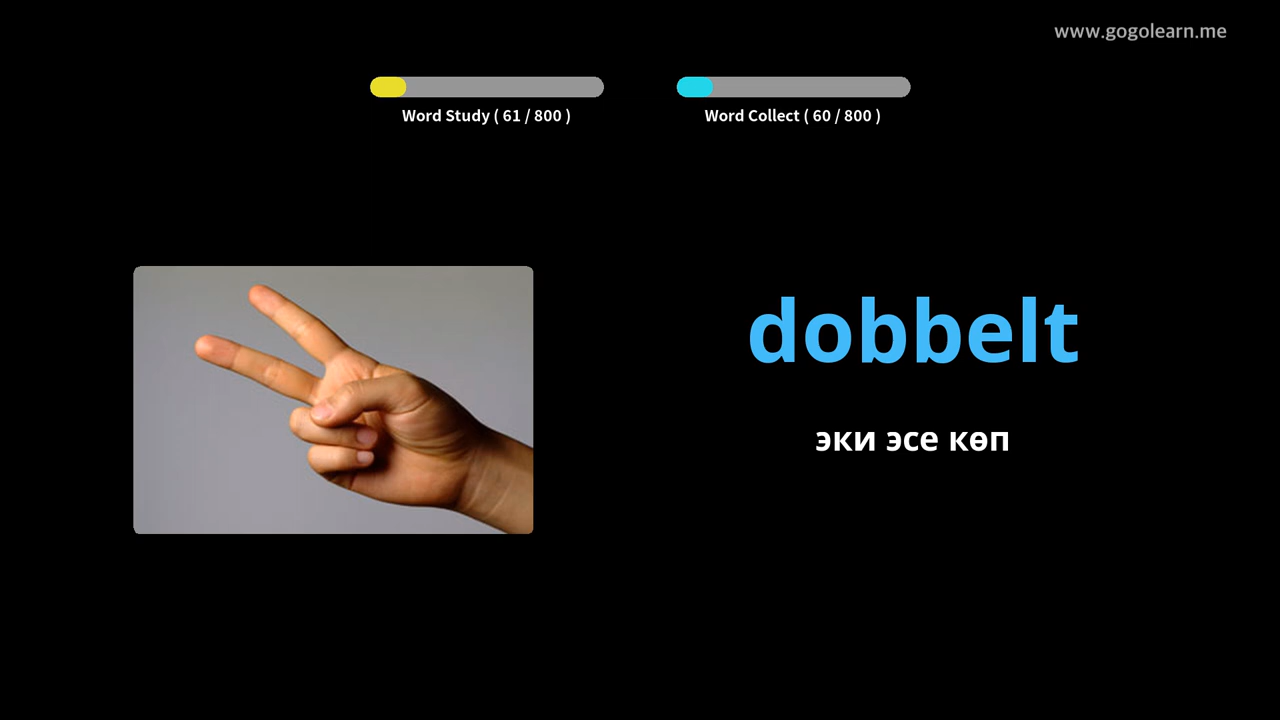 www.gogolearn.me
Word Study ( 61 / 800 )
Word Collect ( 60 / 800 )
dobbelt
эки эсе көп